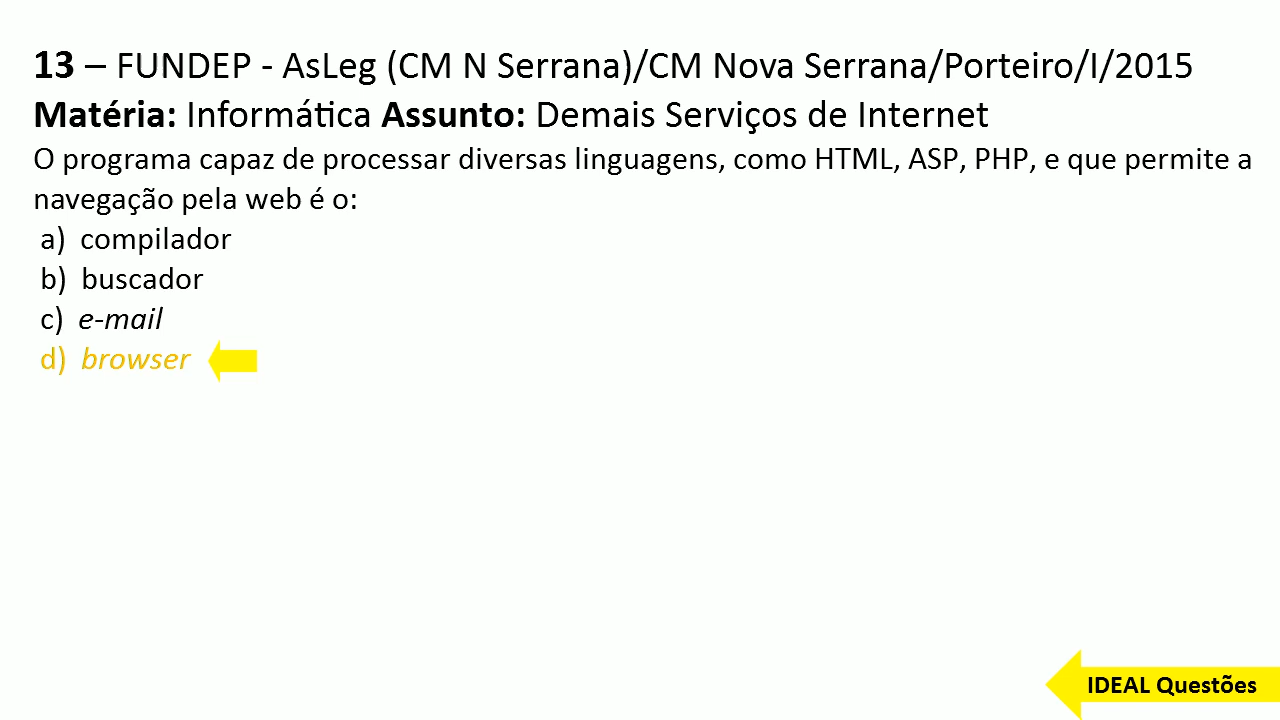 13 – FUNDEP - AsLeg (CM N Serrana)/CM Nova Serrana/Porteiro/I/2015
Matéria: Informática Assunto: Demais Serviços de Internet
O programa capaz de processar diversas linguagens, como HTML, ASP, PHP, e que permite a
navegação pela web é o:
a) compilador
b) buscador
c) e-mail
d) browser
IDEAL Questões